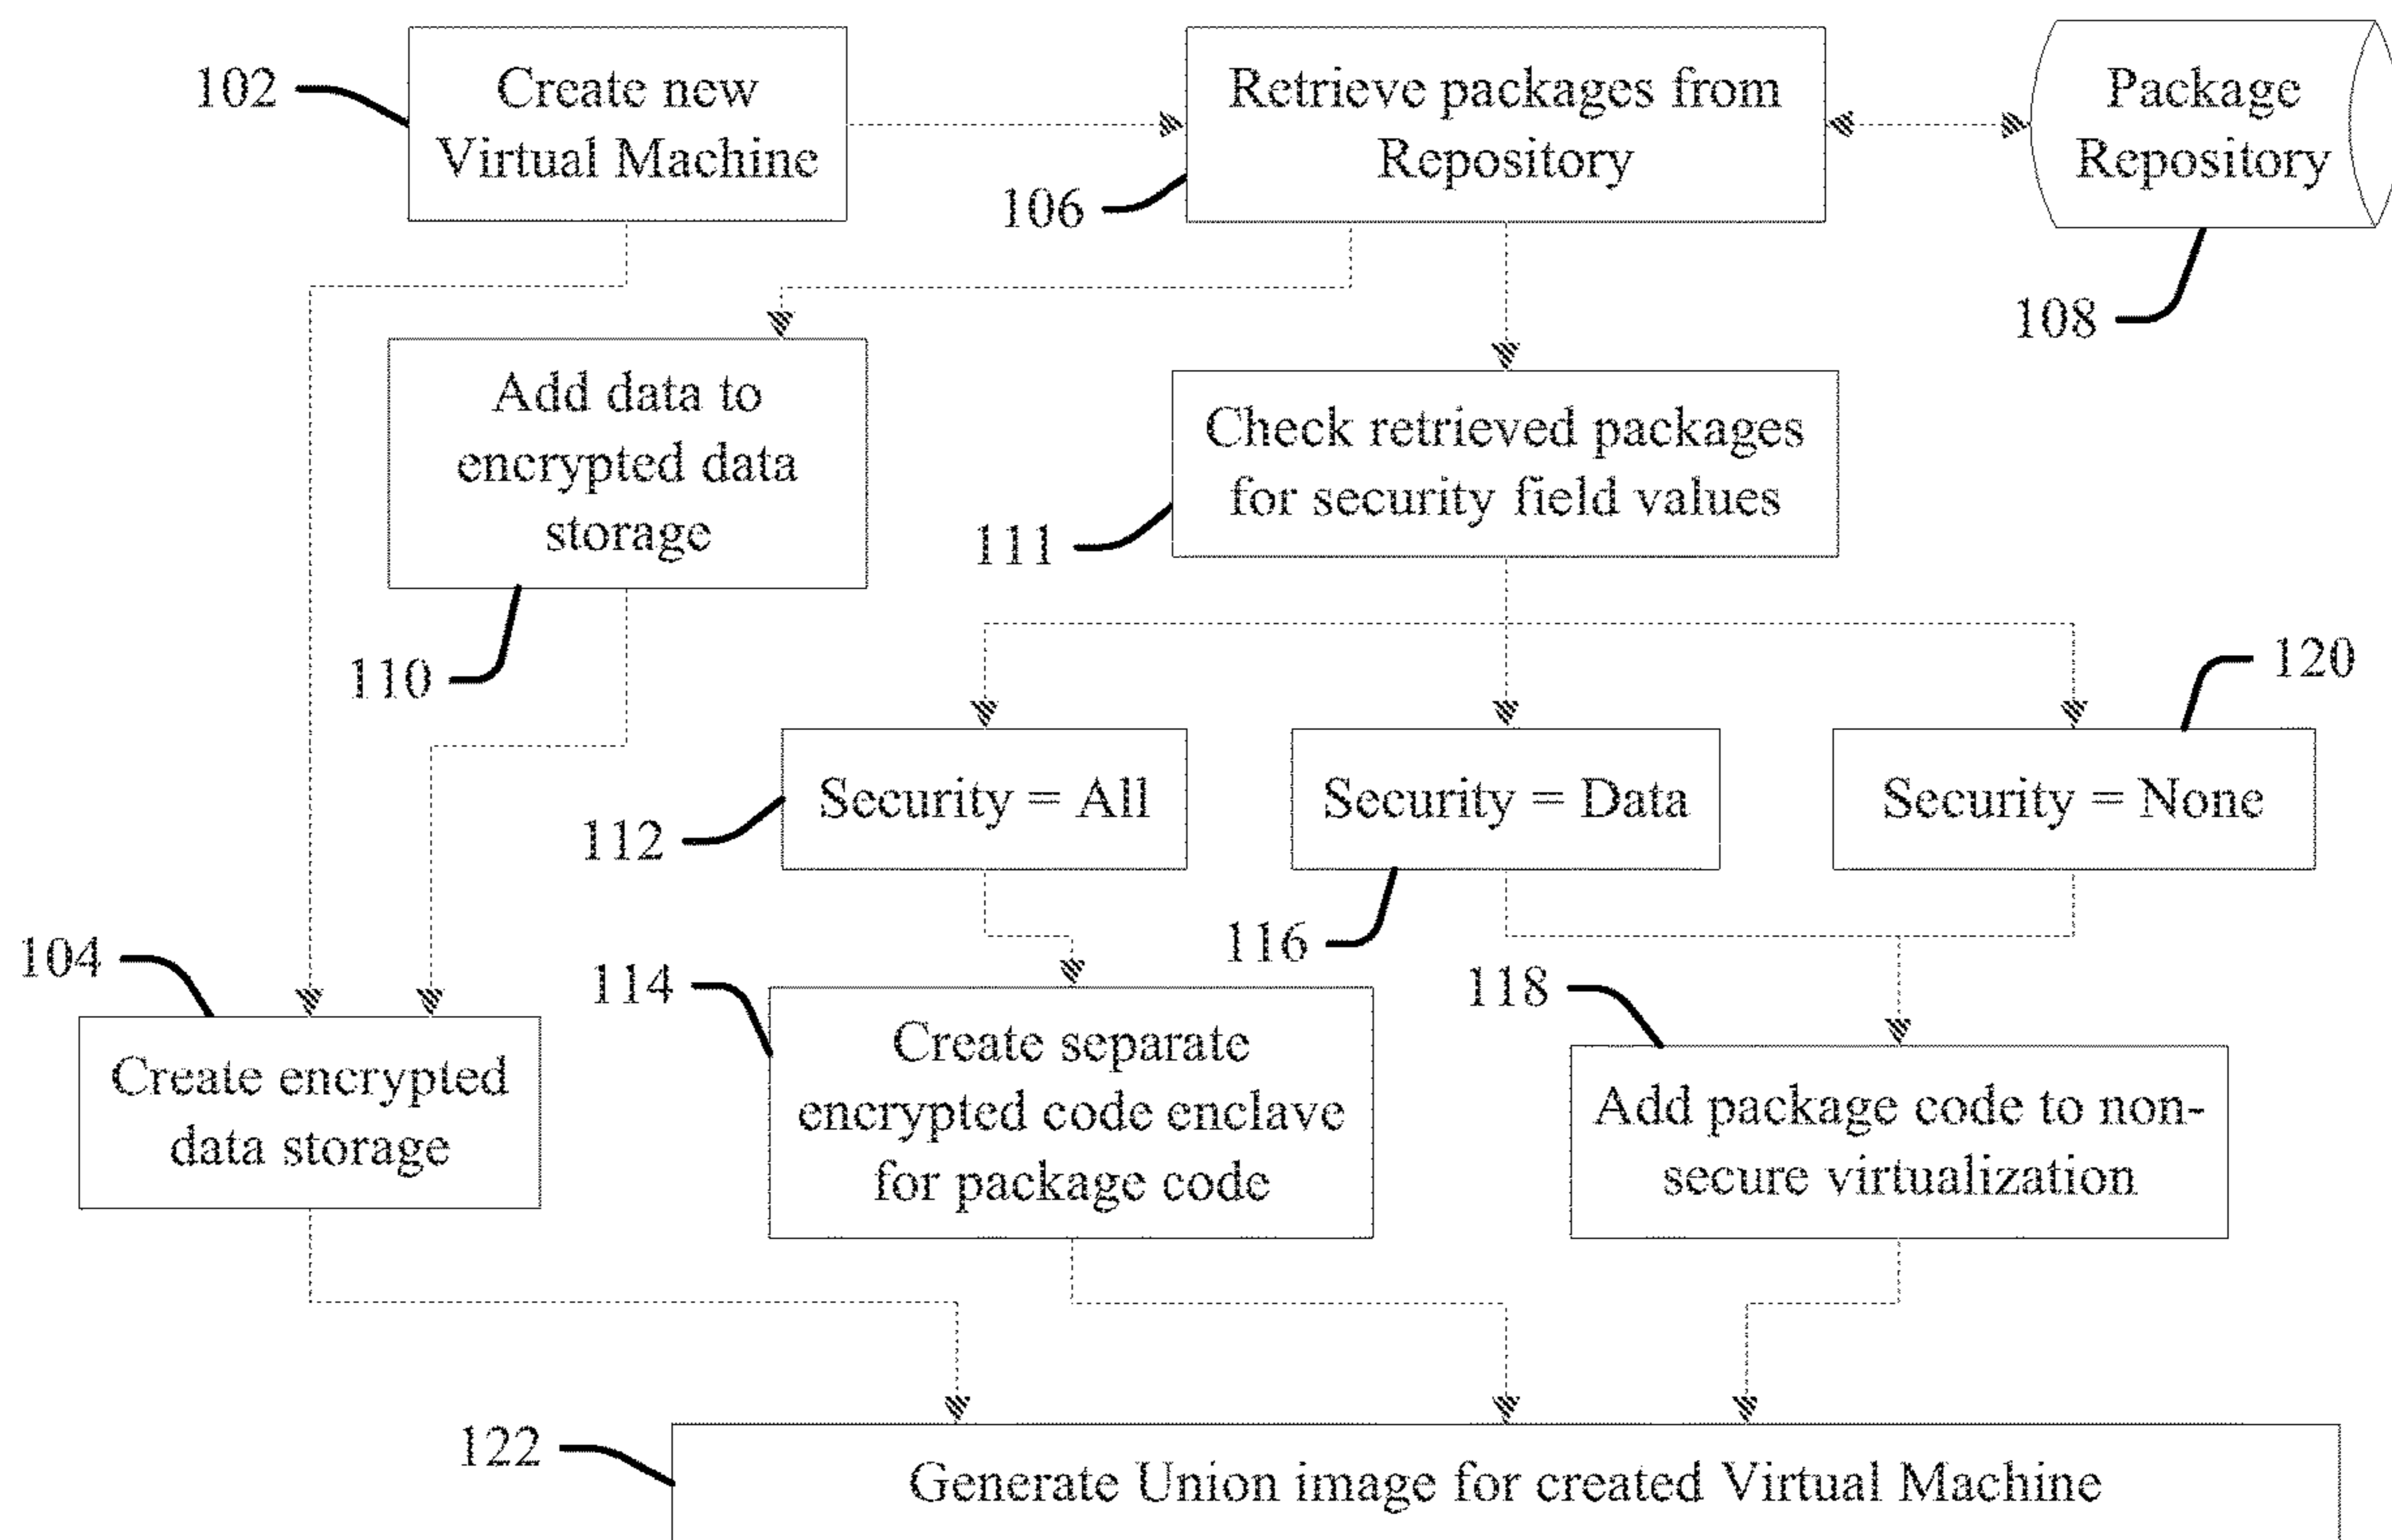 102
Create new
Virtual Machine
Retrieve packages from
Repository
106
Package
Repository
108
Add data to
encrypted data
storage
110
Check retrieved packages
for security field values
111
Security = All
112
Security = Data
116
Security = None
120
104
Create encrypted
data storage
114
Create separate
encrypted code enclave
for package code
118
Add package code to non-
secure virtualization
122
Generate Union image for created Virtual Machine